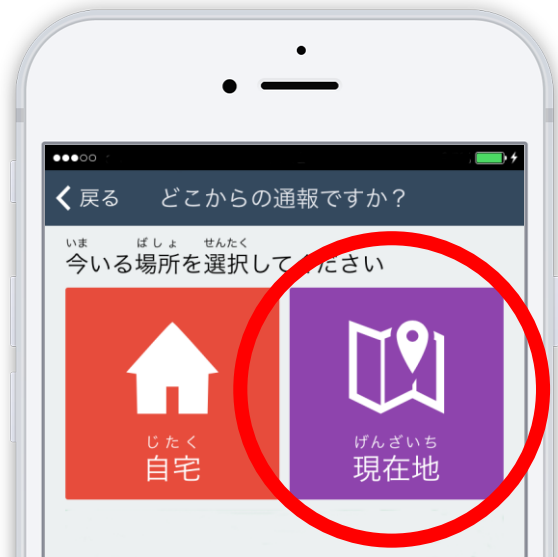 戻る どこからの通報ですか？
いま ばしょ せんたく
今いる場所を選択してください
じたく げんざいち
自宅 現在地